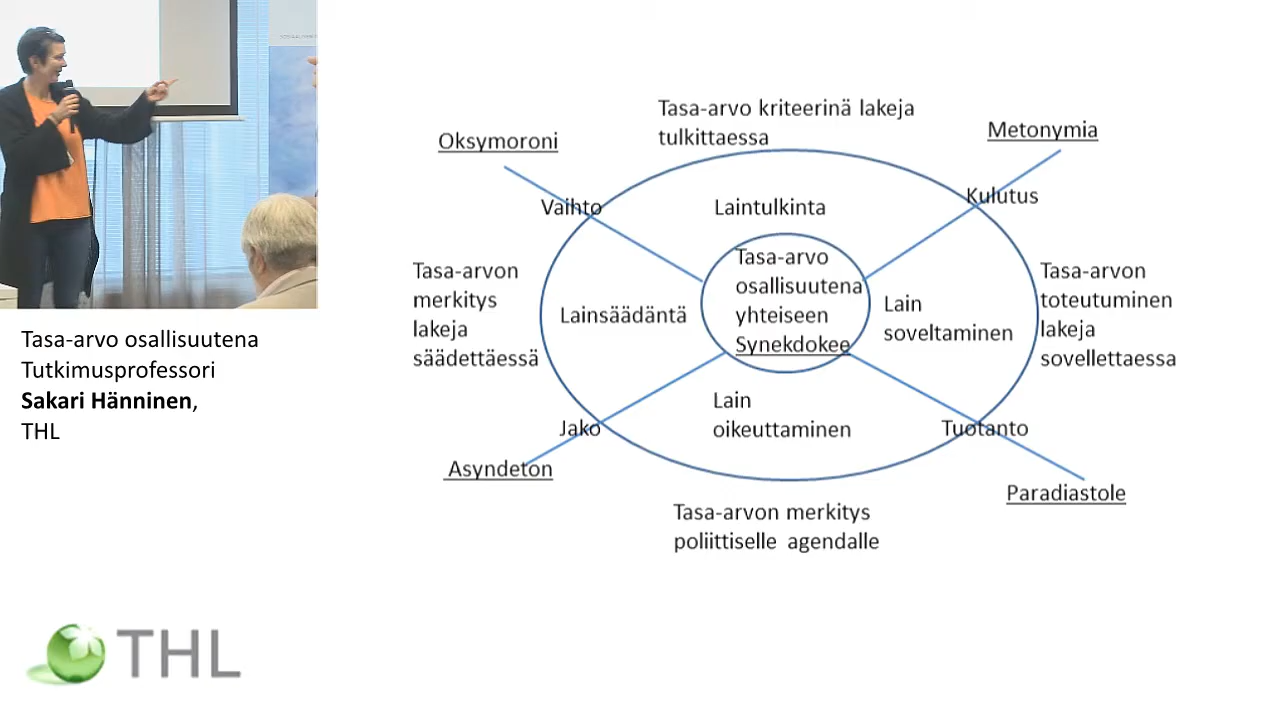 Tasa-arvo osallisuutena
Tutkimusprofessori
Sakari Hänninen,
THL
THL
Tasa-arvo kriteerinä lakeja
tulkittaessa
Oksymoroni
Metonymia
Vaihto
Laintulkinta
Kulutus
Tasa-arvon
merkitys
lakeja
säädettäessä
Lainsäädäntä
Tasa-arvo
osallisuutena
yhteiseen
Synekdokee
Lain
soveltaminen
Tasa-arvon
toteutuminen
lakeja
sovellettaessa
Lain
oikeuttaminen
Jako
Tuotanto
Asyndeton
Paradiastole
Tasa-arvon merkitys
poliittiselle agendalle